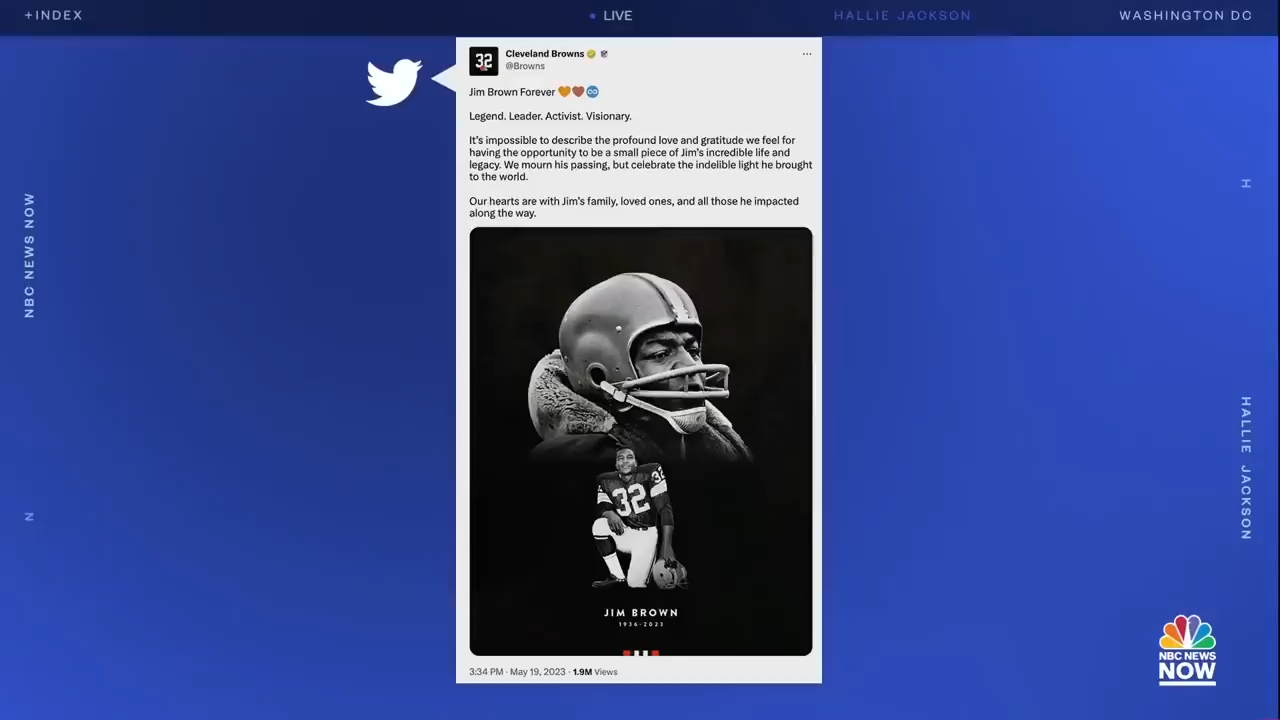 +INDEX
LIVE
HALLIE JACKSON
WASHINGTON DC
32
Cleveland Browns
@Browns
Jim Brown Forever 🧡🤎♾️
Legend. Leader. Activist. Visionary.
It's impossible to describe the profound love and gratitude we feel for
having the opportunity to be a small piece of Jim's incredible life and
legacy. We mourn his passing, but celebrate the indelible light he brought
to the world.
Our hearts are with Jim's family, loved ones, and all those he impacted
along the way.
32
32
JIM BROWN
1936-2023
3:34 PM · May 19, 2023 · 1.9M Views
NBC NEWS NOW
N
H
HALLIE JACKSON
NBC NEWS
NOW